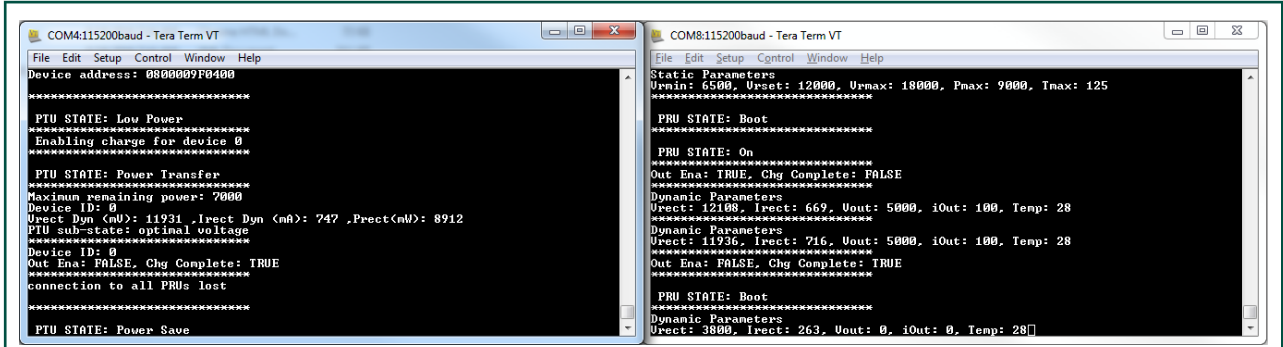 COM4:115200baud - Tera Term VT
File Edit Setup Control Window Help
Device address: 0800009F0400
******************************
PTU STATE: Low Power
******************************
Enabling charge for device 0
******************************
PTU STATE: Power Transfer
******************************
Maximum remaining power: 7000
Device ID: 0
Vrect Dyn (mV): 11931 ,Irect Dyn (mA): 747 ,Prect(mW): 8912
PTU sub-state: optimal voltage
******************************
Device ID: 0
Out Ena: FALSE, Chg Complete: TRUE
******************************
connection to all PRUs lost
******************************
PTU STATE: Power Save
COM8:115200baud - Tera Term VT
File Edit Setup Control Window Help
Static Parameters
Vrmin: 6500, Vrset: 12000, Vrmax: 18000, Pmax: 9000, Tmax: 125
******************************
PRU STATE: Boot
******************************
PRU STATE: On
******************************
Out Ena: TRUE, Chg Complete: FALSE
******************************
Dynamic Parameters
Vrect: 12108, Irect: 669, Vout: 5000, iOut: 100, Temp: 28
******************************
Dynamic Parameters
Vrect: 11936, Irect: 716, Vout: 5000, iOut: 100, Temp: 28
******************************
Out Ena: FALSE, Chg Complete: TRUE
******************************
PRU STATE: Boot
******************************
Dynamic Parameters
Vrect: 3800, Irect: 263, Vout: 0, iOut: 0, Temp: 28